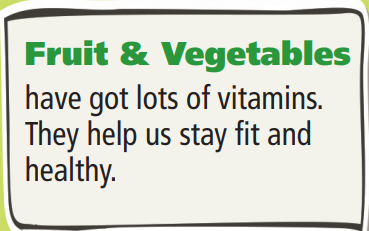 Fruit & Vegetables
have got lots of vitamins.
They help us stay fit and
healthy.